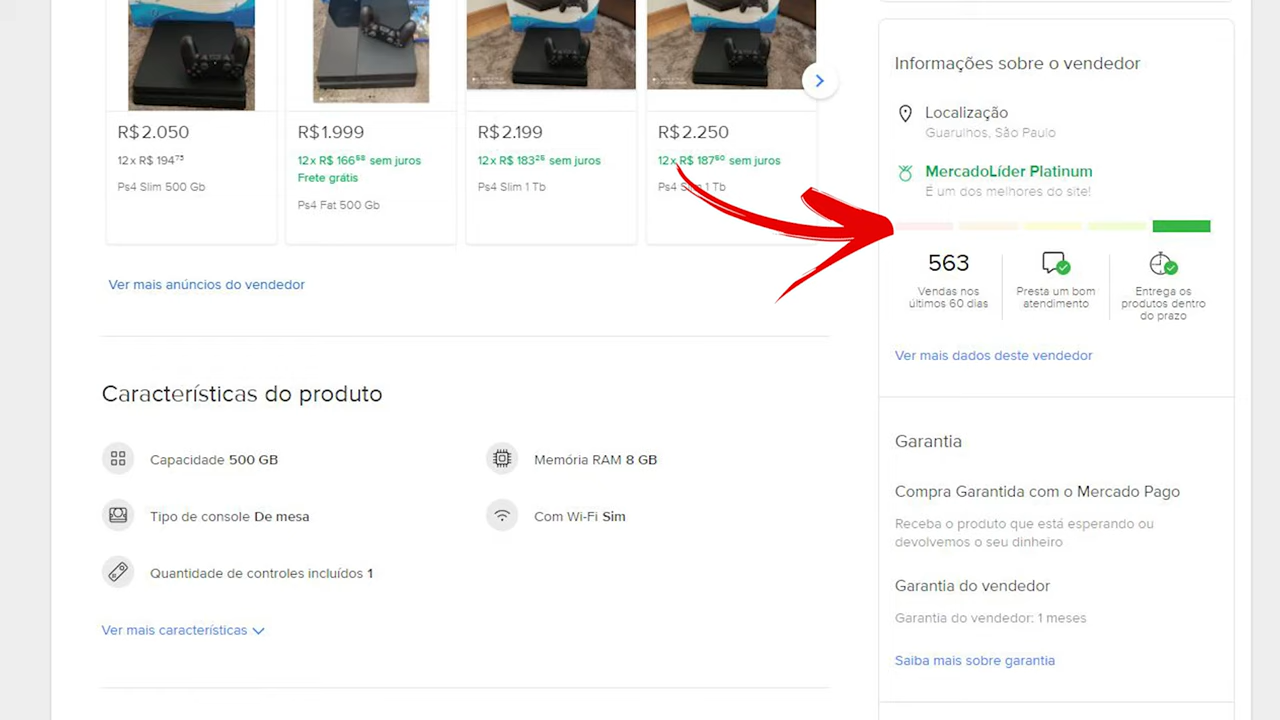 R$2.050
12x R$ 194⁷³
Ps4 Slim 500 Gb
R$1.999
12x R$ 166⁵⁸ sem juros
Frete grátis
Ps4 Fat 500 Gb
R$2.199
12x R$ 183²⁵ sem juros
Ps4 Slim 1 Tb
R$2.250
12x R$ 187⁵⁰ sem juros
Ps4 Slim 1 Tb
Ver mais anúncios do vendedor
Características do produto
Capacidade 500 GB
Memória RAM 8 GB
Tipo de console De mesa
Com Wi-Fi Sim
Quantidade de controles incluídos 1
Ver mais características
Informações sobre o vendedor
Localização
Guarulhos, São Paulo
MercadoLíder Platinum
É um dos melhores do site!
563
Vendas nos
últimos 60 dias
Presta um bom
atendimento
Entrega os
produtos dentro
do prazo
Ver mais dados deste vendedor
Garantia
Compra Garantida com o Mercado Pago
Receba o produto que está esperando ou
devolvemos o seu dinheiro
Garantia do vendedor
Garantia do vendedor: 1 meses
Saiba mais sobre garantia